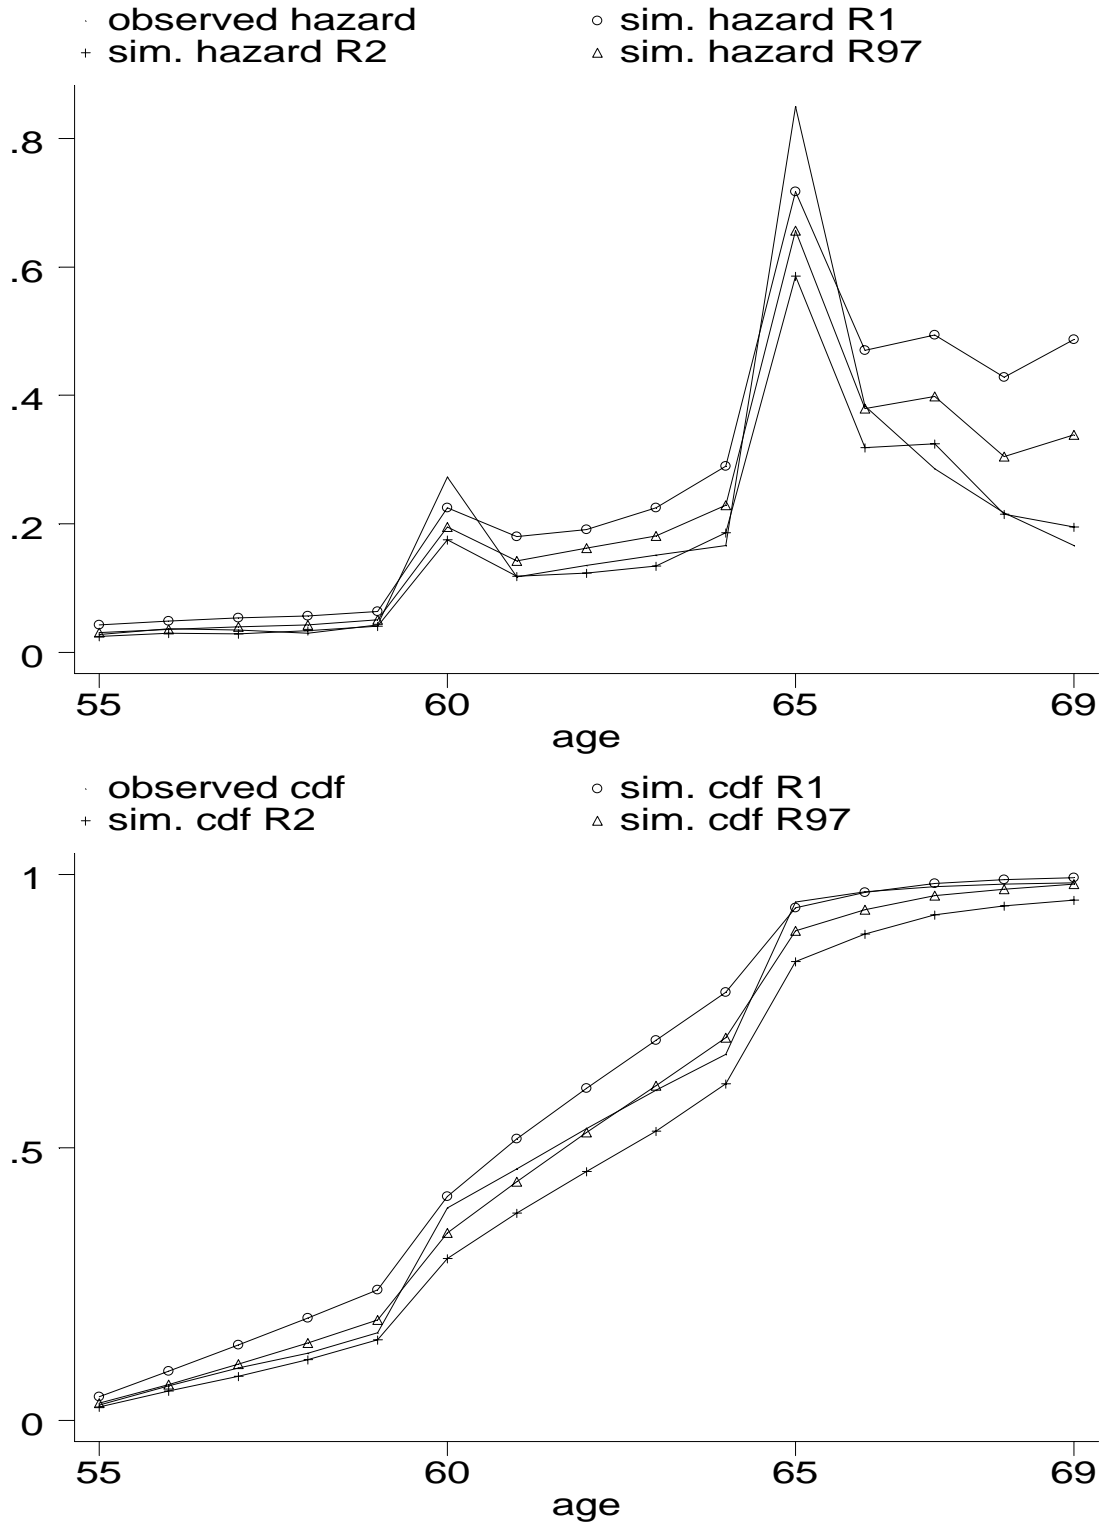 observed hazard
sim. hazard R1
sim. hazard R2
sim. hazard R97
.8
.6
.4
.2
0
55 60 65 69
age
observed cdf
sim. cdf R1
sim. cdf R2
sim. cdf R97
1
.5
0
55 60 65 69
age